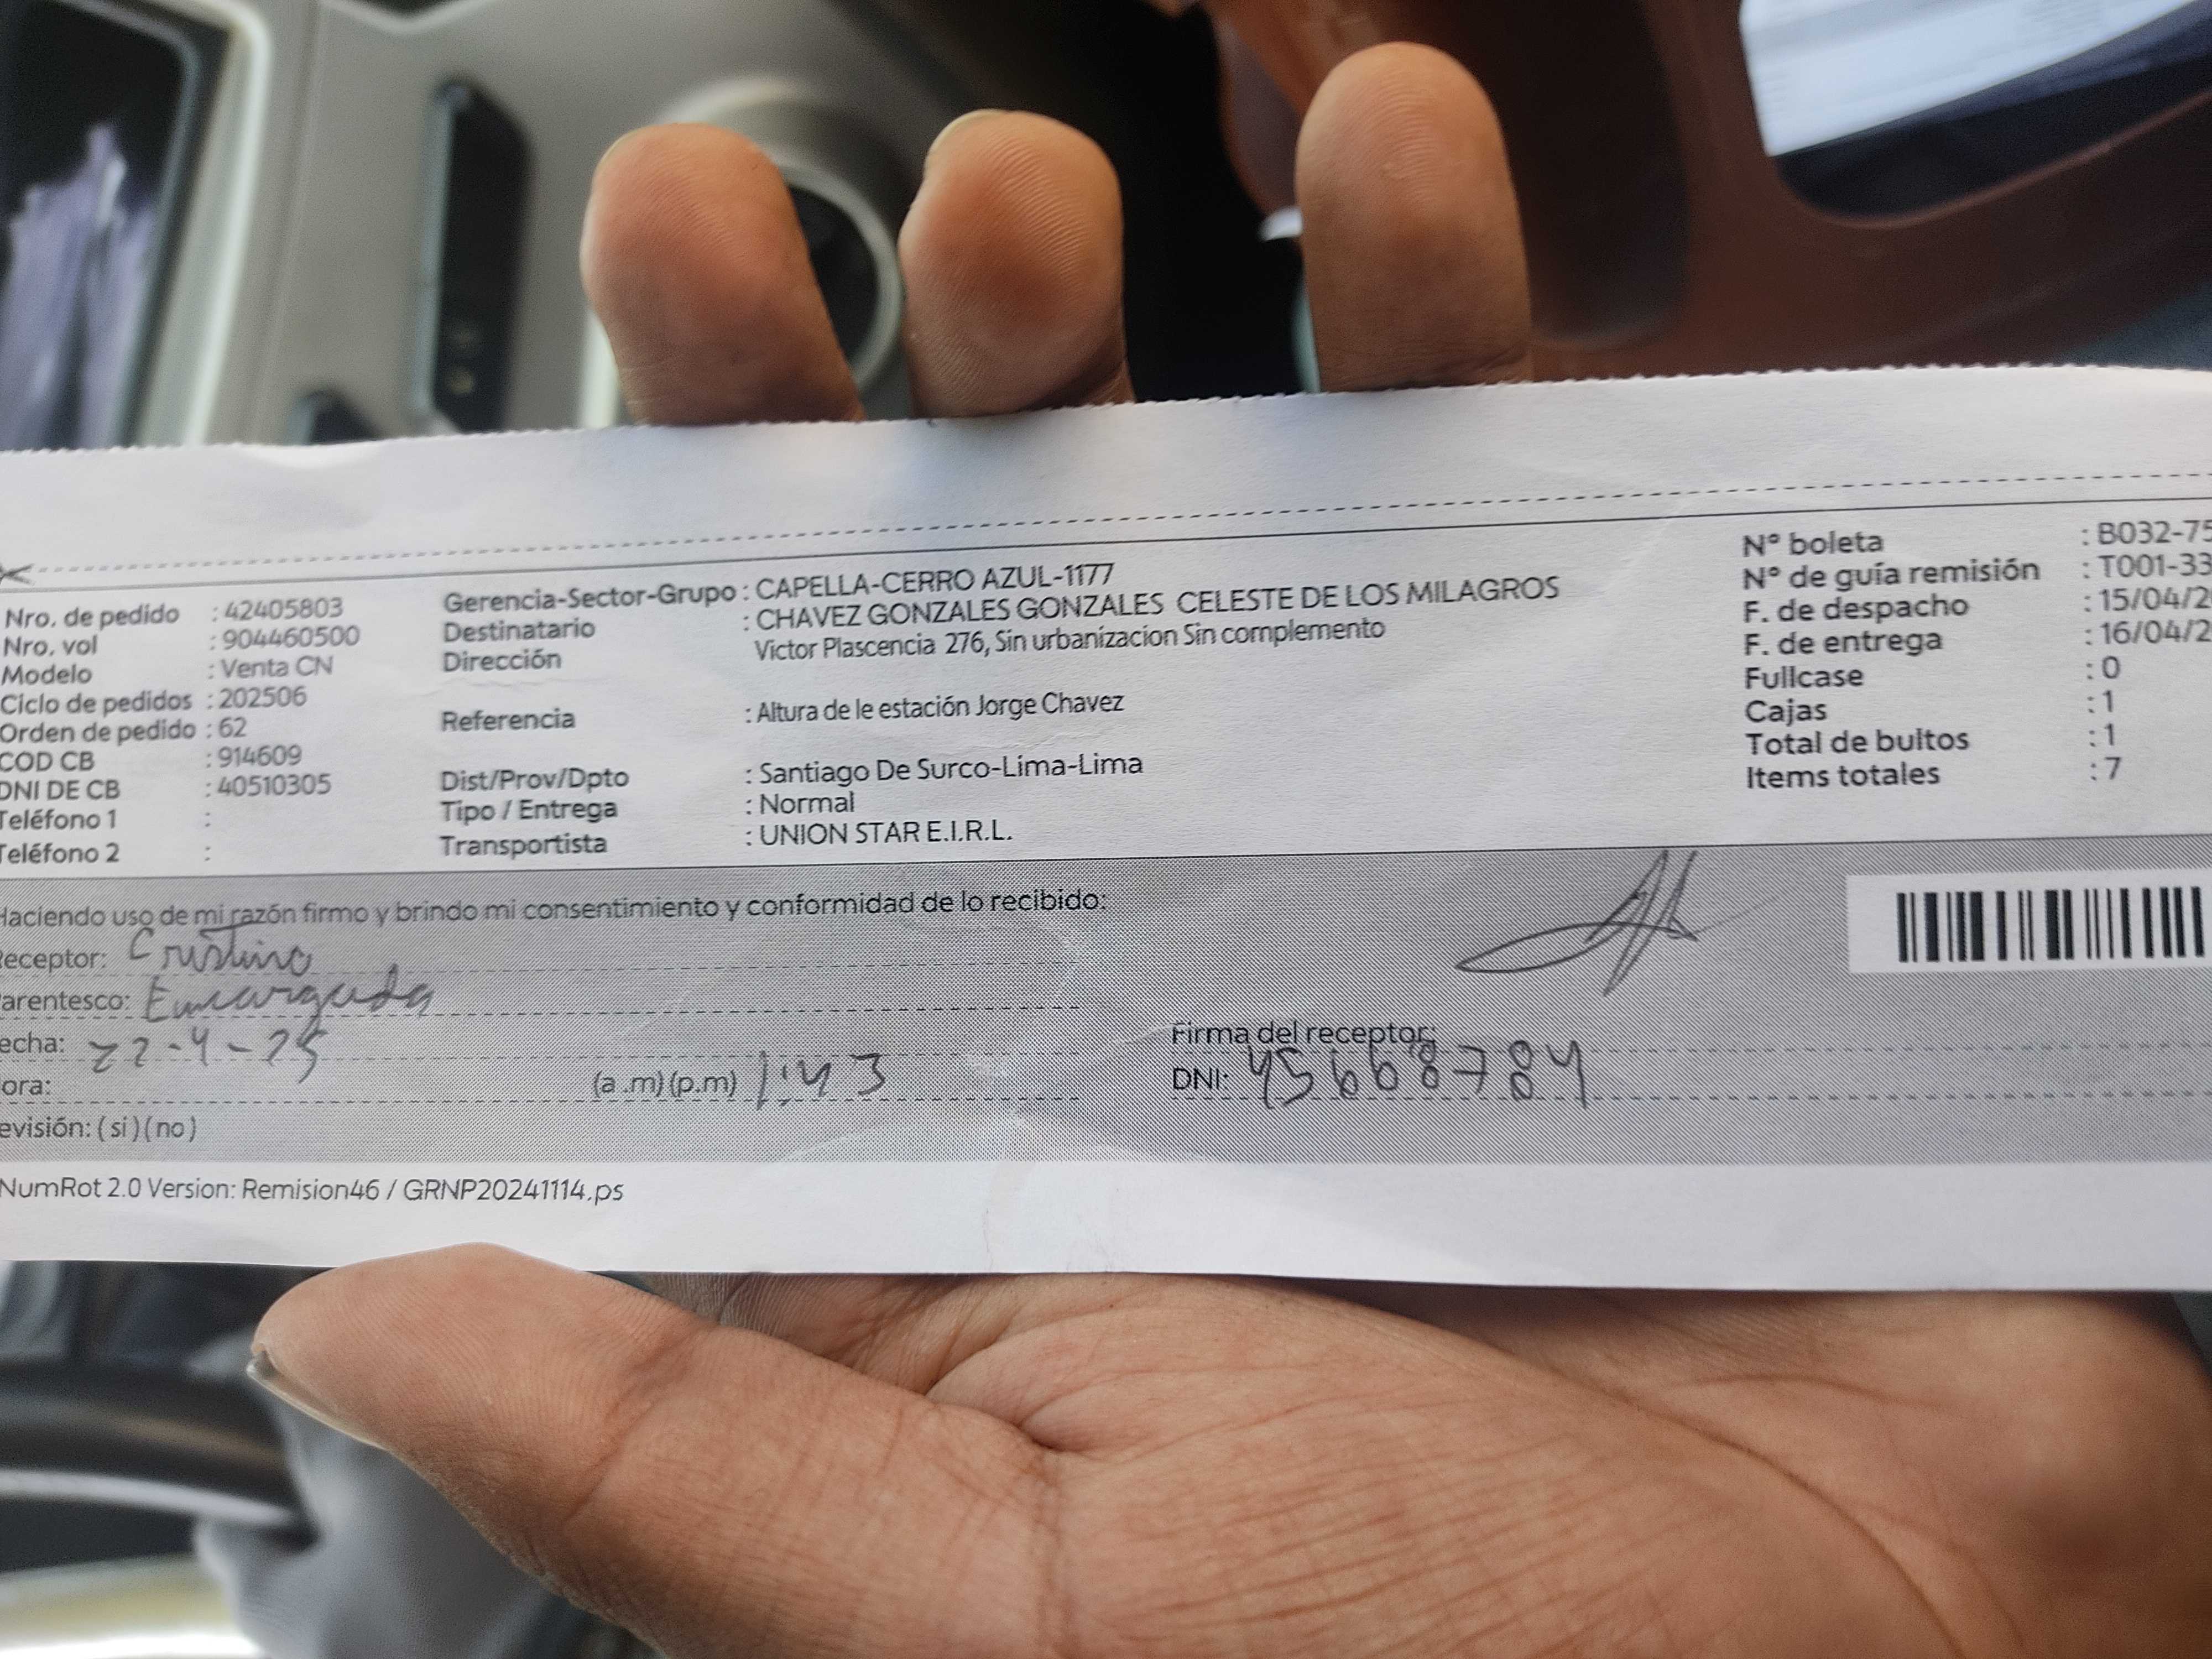 Nro. de pedido : 42405803
Nro. vol : 904460500
Modelo : Venta CN
Ciclo de pedidos : 202506
Orden de pedido : 62
COD CB : 914609
DNI DE CB : 40510305
Teléfono 1 :
Teléfono 2 :
Gerencia-Sector-Grupo : CAPELLA-CERRO AZUL-1177
Destinatario : CHAVEZ GONZALES GONZALES CELESTE DE LOS MILAGROS
Dirección Victor Plascencia 276, Sin urbanizacion Sin complemento
Referencia : Altura de le estación Jorge Chavez
Dist/Prov/Dpto : Santiago De Surco-Lima-Lima
Tipo / Entrega : Normal
Transportista : UNION STAR E.I.R.L.
Nº boleta : B032-75
Nº de guía remisión : T001-33
F. de despacho : 15/04/2
F. de entrega : 16/04/2
Fullcase : 0
Cajas : 1
Total de bultos : 1
Items totales : 7
Haciendo uso de mi razón firmo y brindo mi consentimiento y conformidad de lo recibido:
eceptor: Cristina
arentesco: Encargada
echa: 22-4-25
ora: (a.m)(p.m) 1:43
evisión: (si)(no)
Firma del receptor:
DNI: 45668784
NumRot 2.0 Version: Remision46 / GRNP20241114.ps